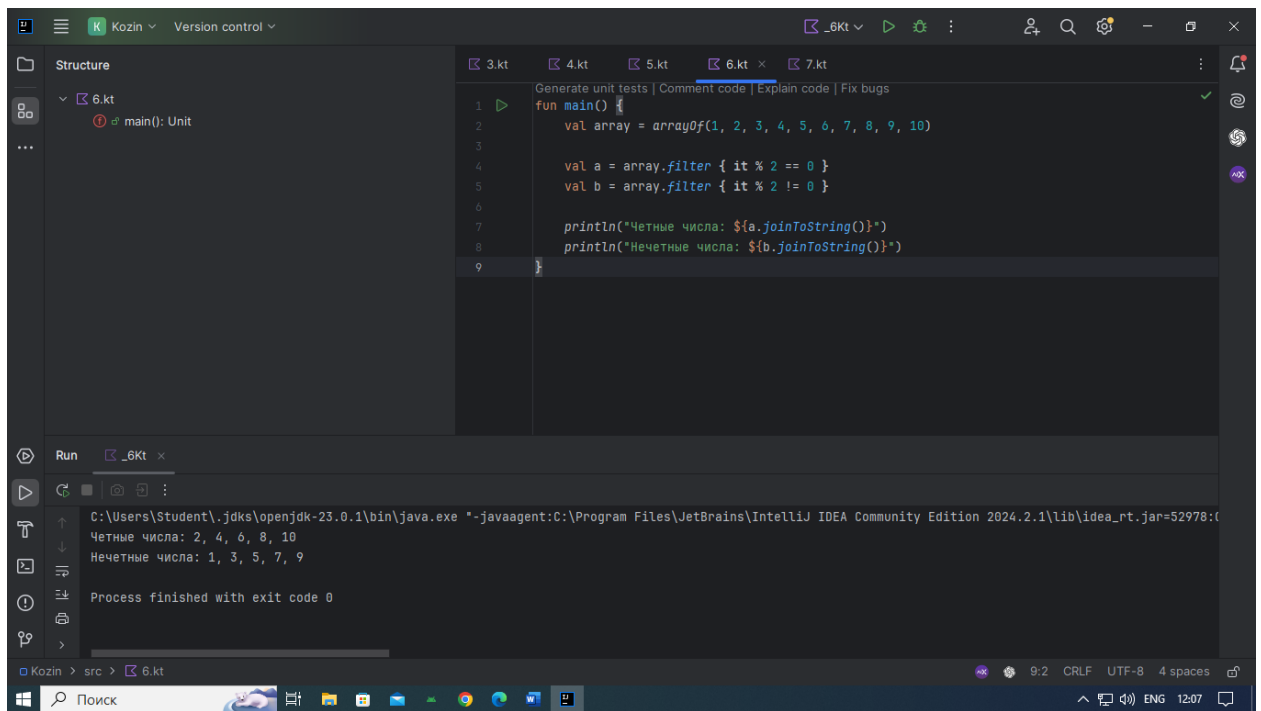 K Kozin Version control _6Kt
Structure
6.kt
main(): Unit
3.kt 4.kt 5.kt 6.kt 7.kt
Generate unit tests | Comment code | Explain code | Fix bugs
1 fun main() {
2 val array = arrayOf(1, 2, 3, 4, 5, 6, 7, 8, 9, 10)
3
4 val a = array.filter { it % 2 == 0 }
5 val b = array.filter { it % 2 != 0 }
6
7 println("Четные числа: ${a.joinToString()}")
8 println("Нечетные числа: ${b.joinToString()}")
9 }
Run _6Kt
C:\Users\Student\.jdks\openjdk-23.0.1\bin\java.exe "-javaagent:C:\Program Files\JetBrains\IntelliJ IDEA Community Edition 2024.2.1\lib\idea_rt.jar=52978:
Четные числа: 2, 4, 6, 8, 10
Нечетные числа: 1, 3, 5, 7, 9
Process finished with exit code 0
Kozin > src > 6.kt 9:2 CRLF UTF-8 4 spaces
Поиск ENG 12:07